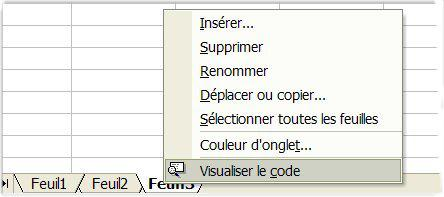 Insérer...
Supprimer
Renommer
Déplacer ou copier...
Sélectionner toutes les feuilles
Couleur d'onglet...
Visualiser le code
Feuil1 Feuil2 Feuil3